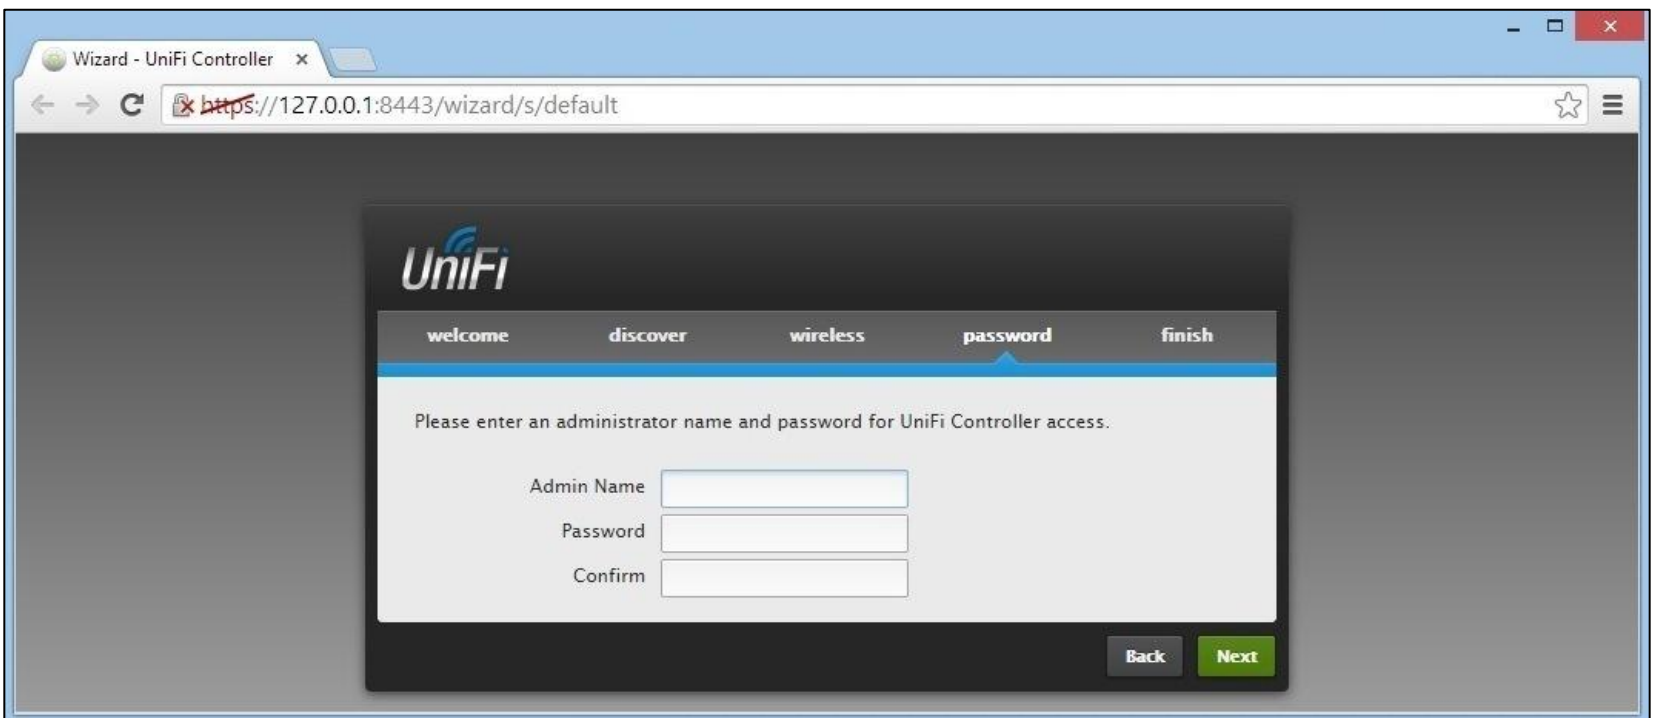 Wizard - UniFi Controller
https://127.0.0.1:8443/wizard/s/default
UniFi
welcome discover wireless password finish
Please enter an administrator name and password for UniFi Controller access.
Admin Name
Password
Confirm
Back Next